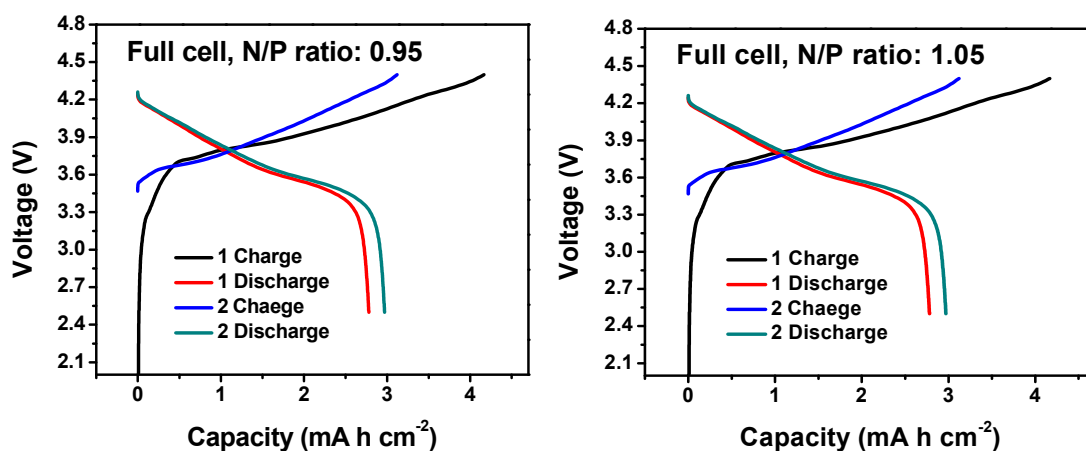 Full cell, N/P ratio: 0.95
4.8
4.5
4.2
3.9
3.6
3.3
3.0
2.7
2.4
2.1
Voltage (V)
1 Charge
1 Discharge
2 Chaege
2 Discharge
0 1 2 3 4
Capacity (mA h cm-2)
Full cell, N/P ratio: 1.05
4.8
4.5
4.2
3.9
3.6
3.3
3.0
2.7
2.4
2.1
Voltage (V)
1 Charge
1 Discharge
2 Chaege
2 Discharge
0 1 2 3 4
Capacity (mA h cm-2)